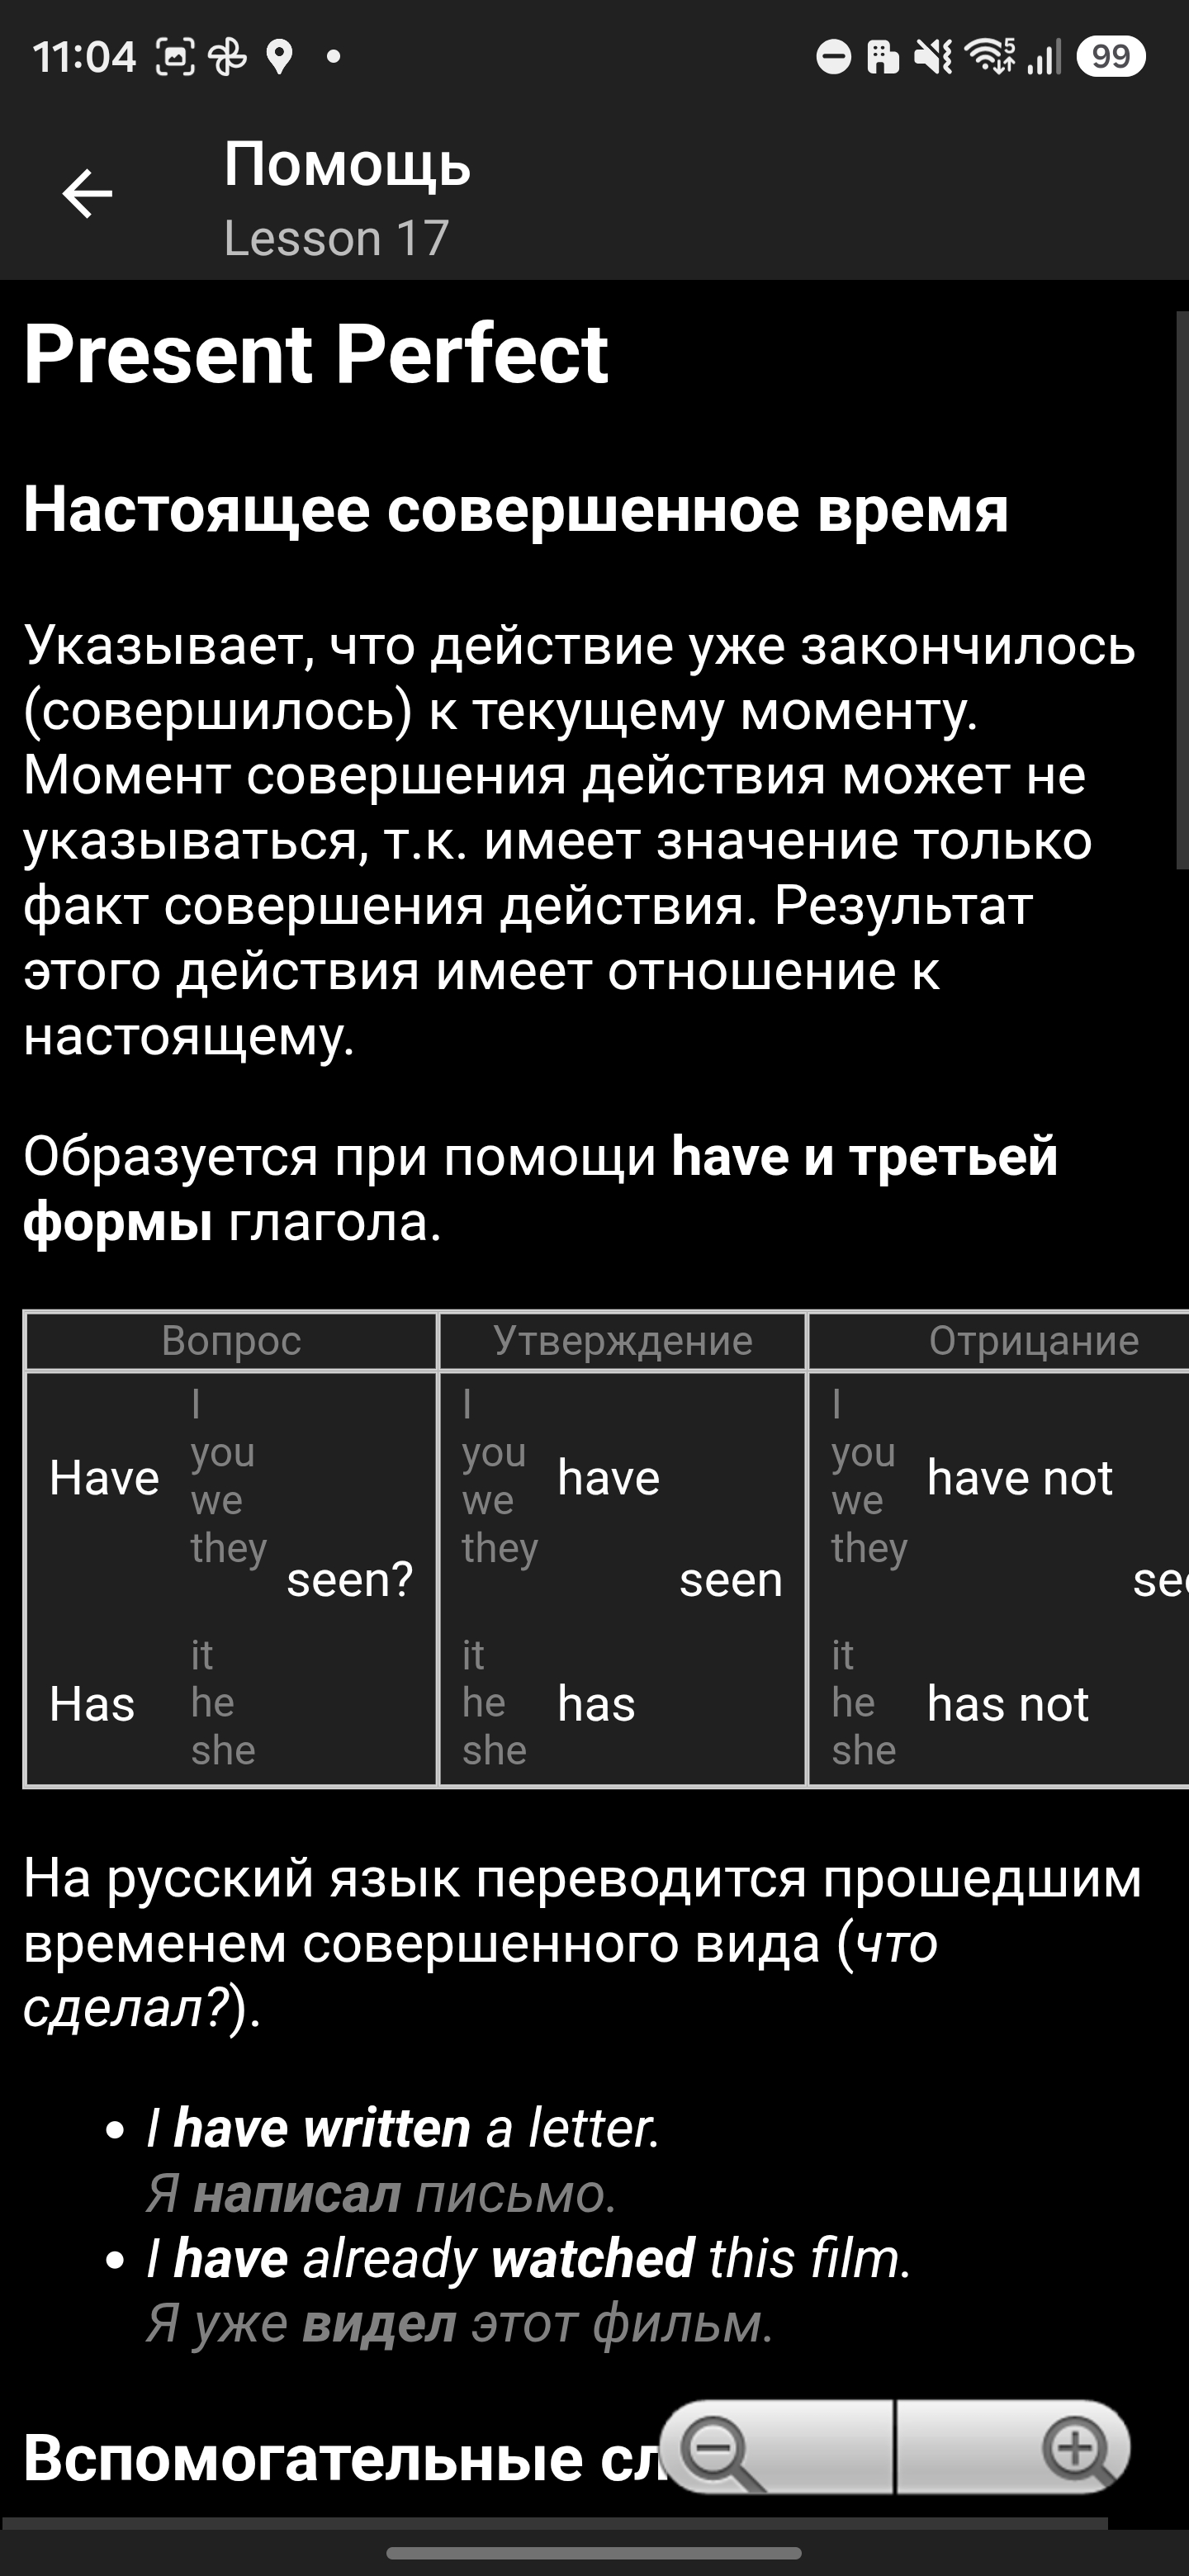 11:04
5
99
Помощь
Lesson 17
Present Perfect
Настоящее совершенное время
Указывает, что действие уже закончилось
(совершилось) к текущему моменту.
Момент совершения действия может не
указываться, т.к. имеет значение только
факт совершения действия. Результат
этого действия имеет отношение к
настоящему.
Образуется при помощи have и третьей
формы глагола.
Вопрос Утверждение Отрицание
I I I
you you you
Have have have not
we we we
they they they
seen? seen
it it it
Has he he has he has not
she she she
На русский язык переводится прошедшим
временем совершенного вида (что
сделал?).
• I have written a letter.
Я написал письмо.
• I have already watched this film.
Я уже видел этот фильм.
Вспомогательные